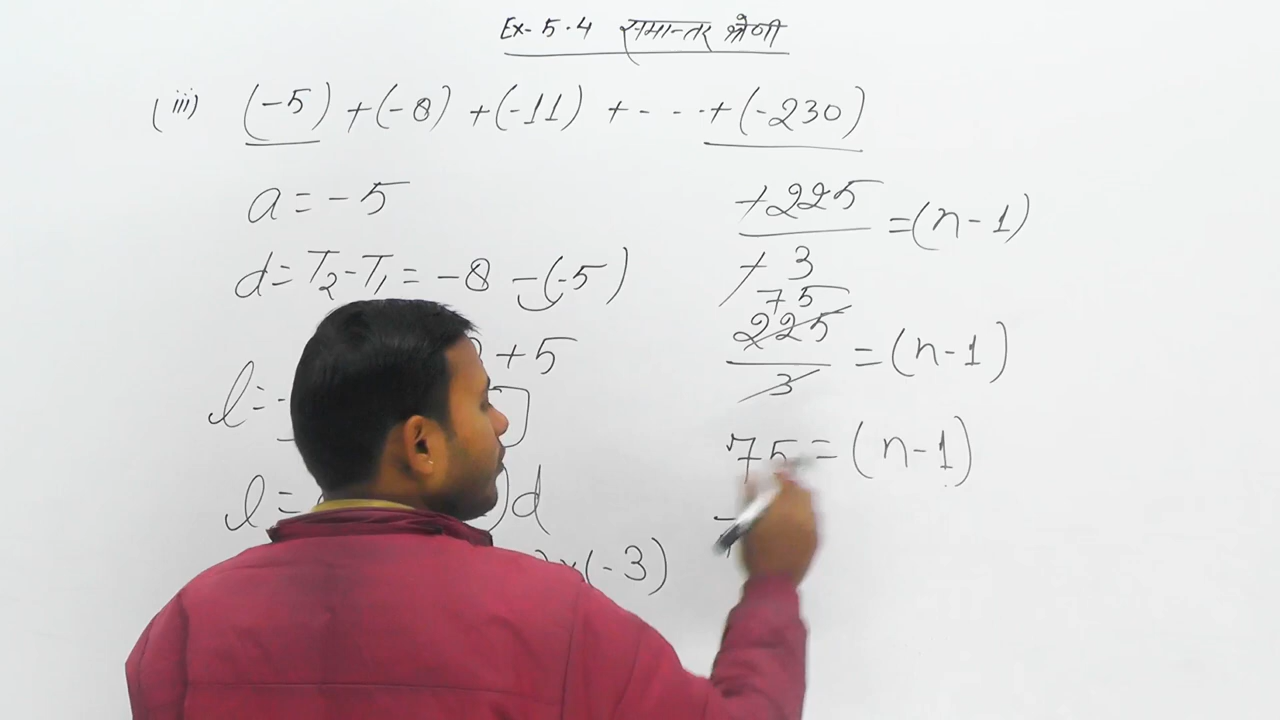 Ex-5.4 समान्तर श्रेणी
(iii) (-5) + (-8) + (-11) + - - - + (-230)
a = -5
d = T₂-T₁ = -8 -(-5)
+5
l =
l = )d
x(-3)
+225/+3 = (n-1)
75
225/3 = (n-1)
75 = (n-1)